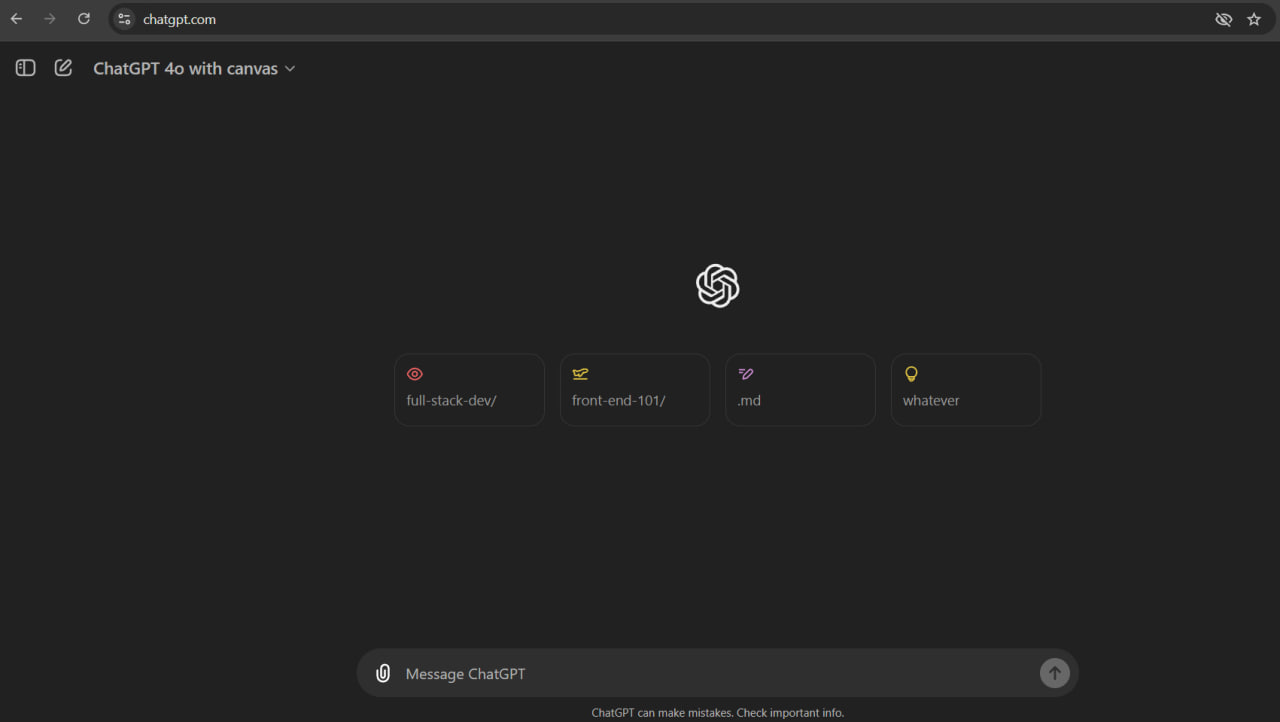 chatgpt.com
ChatGPT 4o with canvas
full-stack-dev/
front-end-101/
.md
whatever
Message ChatGPT
ChatGPT can make mistakes. Check important info.